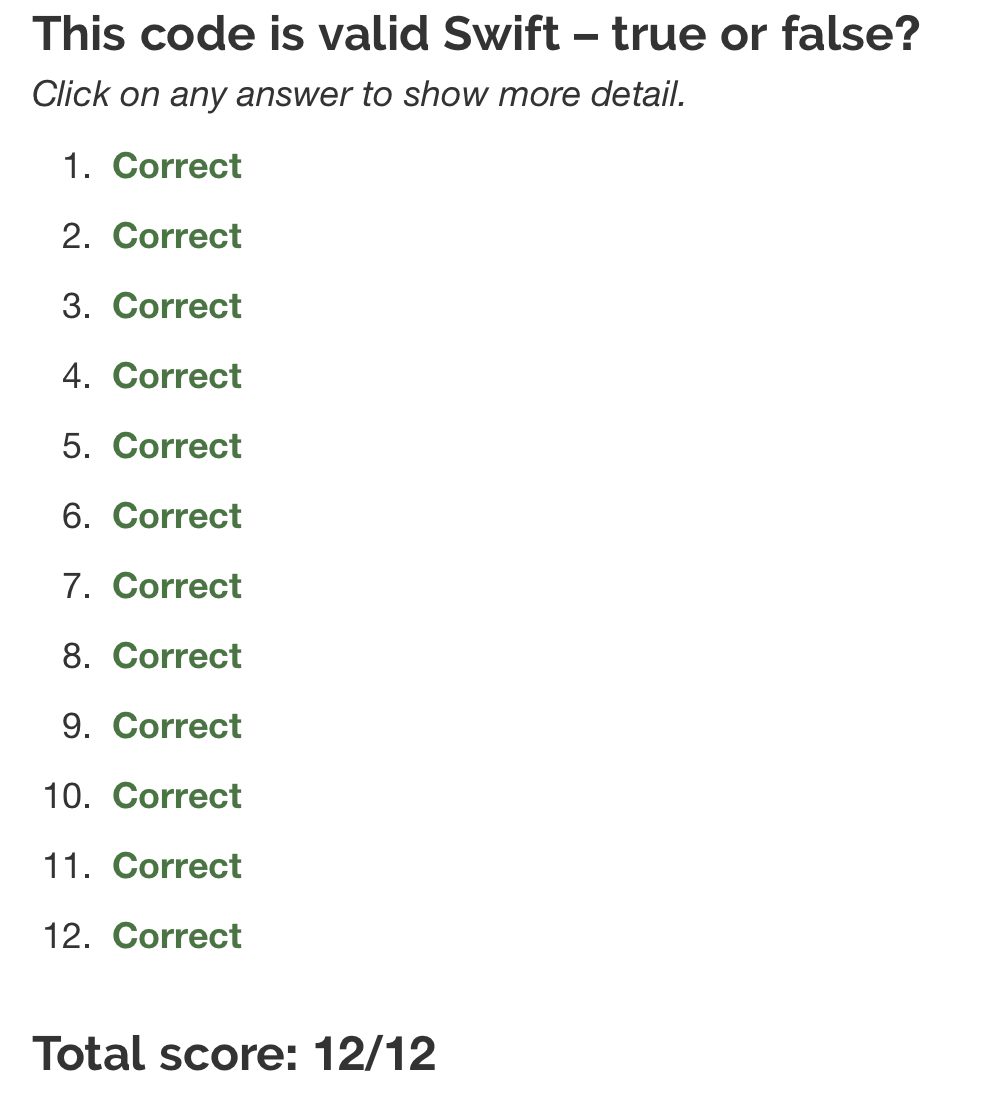 This code is valid Swift – true or false?
Click on any answer to show more detail.
1. Correct
2. Correct
3. Correct
4. Correct
5. Correct
6. Correct
7. Correct
8. Correct
9. Correct
10. Correct
11. Correct
12. Correct
Total score: 12/12